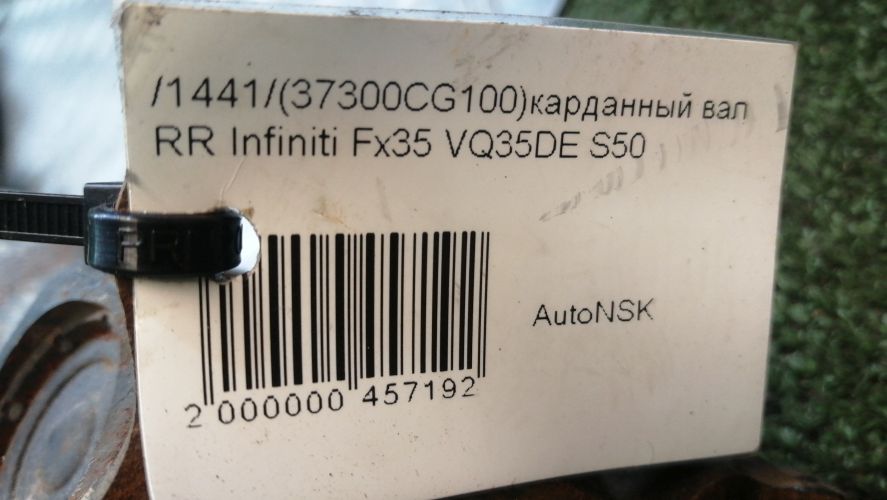 /1441/(37300CG100)карданный вал
RR Infiniti Fx35 VQ35DE S50
AutoNSK
2 000000 457192